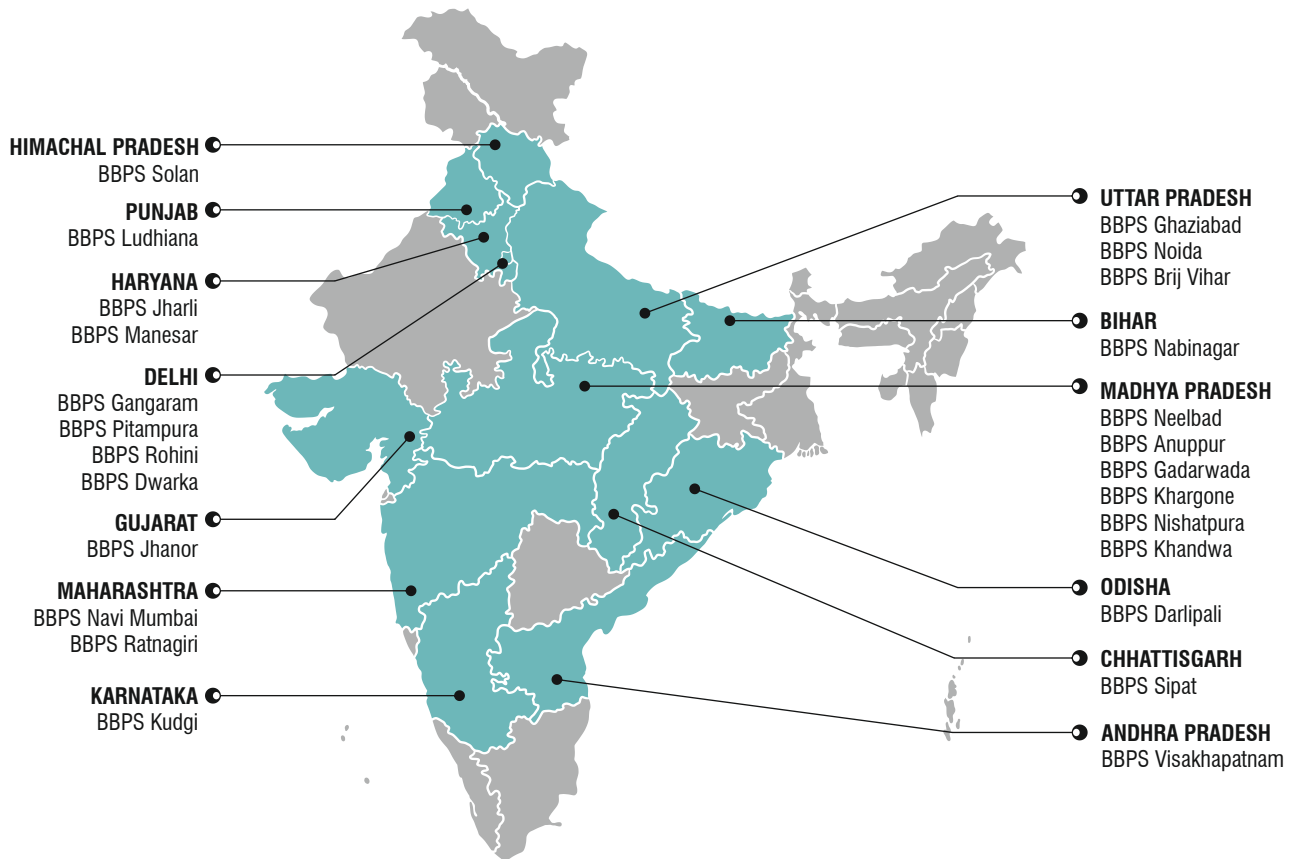 HIMACHAL PRADESH
BBPS Solan
PUNJAB
BBPS Ludhiana
HARYANA
BBPS Jharli
BBPS Manesar
DELHI
BBPS Gangaram
BBPS Pitampura
BBPS Rohini
BBPS Dwarka
GUJARAT
BBPS Jhanor
MAHARASHTRA
BBPS Navi Mumbai
BBPS Ratnagiri
KARNATAKA
BBPS Kudgi
UTTAR PRADESH
BBPS Ghaziabad
BBPS Noida
BBPS Brij Vihar
BIHAR
BBPS Nabinagar
MADHYA PRADESH
BBPS Neelbad
BBPS Anuppur
BBPS Gadarwada
BBPS Khargone
BBPS Nishatpura
BBPS Khandwa
ODISHA
BBPS Darlipali
CHHATTISGARH
BBPS Sipat
ANDHRA PRADESH
BBPS Visakhapatnam